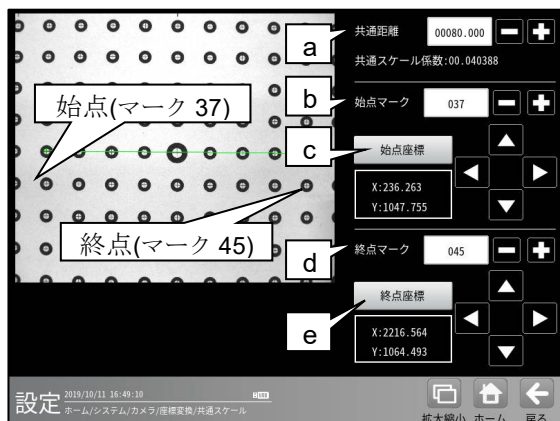 a
共通距離
00080.000
共通スケール係数:00.040388
始点(マーク 37)
b
始点マーク
037
c
始点座標
X:236.263
Y:1047.755
終点(マーク 45)
d
終点マーク
045
e
終点座標
X:2216.564
Y:1064.493
設定
2019/10/11 16:49:10
ホーム/システム/カメラ/座標変換/共通スケール
拡大縮小
ホーム
戻る